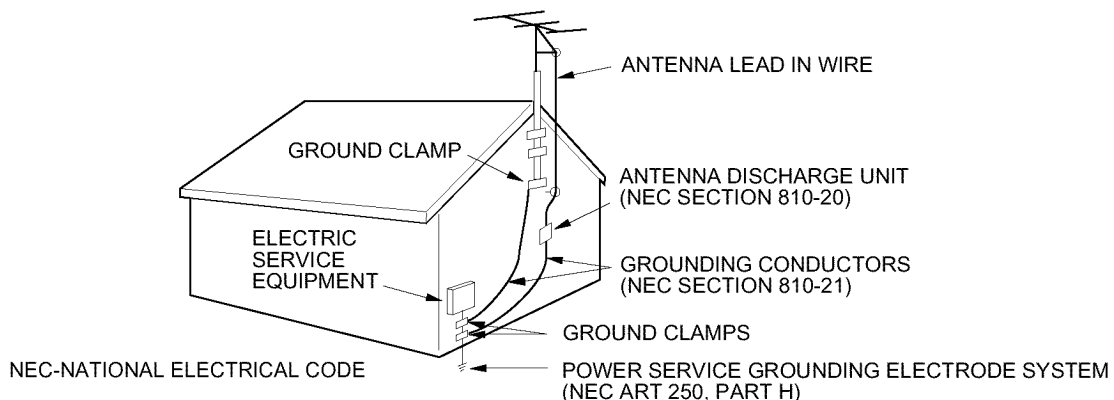 ANTENNA LEAD IN WIRE
GROUND CLAMP
ANTENNA DISCHARGE UNIT
(NEC SECTION 810-20)
ELECTRIC
SERVICE
EQUIPMENT
GROUNDING CONDUCTORS
(NEC SECTION 810-21)
GROUND CLAMPS
NEC-NATIONAL ELECTRICAL CODE
POWER SERVICE GROUNDING ELECTRODE SYSTEM
(NEC ART 250, PART H)